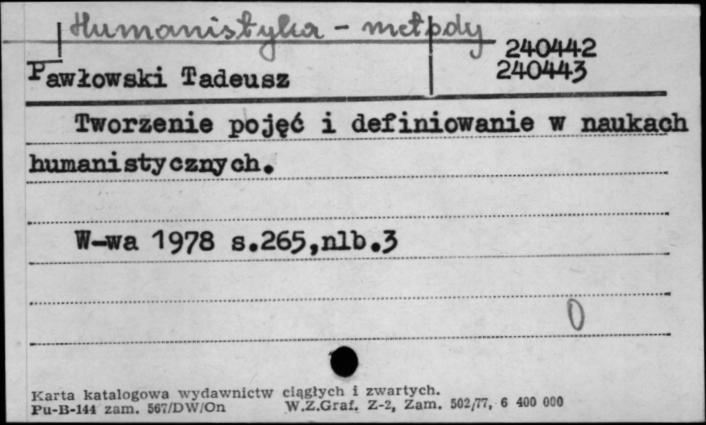 Humanistyka - metody
240442
Pawłowski Tadeusz
240443
Tworzenie pojęć i definiowanie w naukach
humanistycznych.
W-wa 1978 s.265,nlb.3
0
Karta katalogowa wydawnictw ciągłych i zwartych.
Pu-B-144 zam. 567/DW/On W.Z.Graf. Z-2, Zam. 502/77, 6 400 000